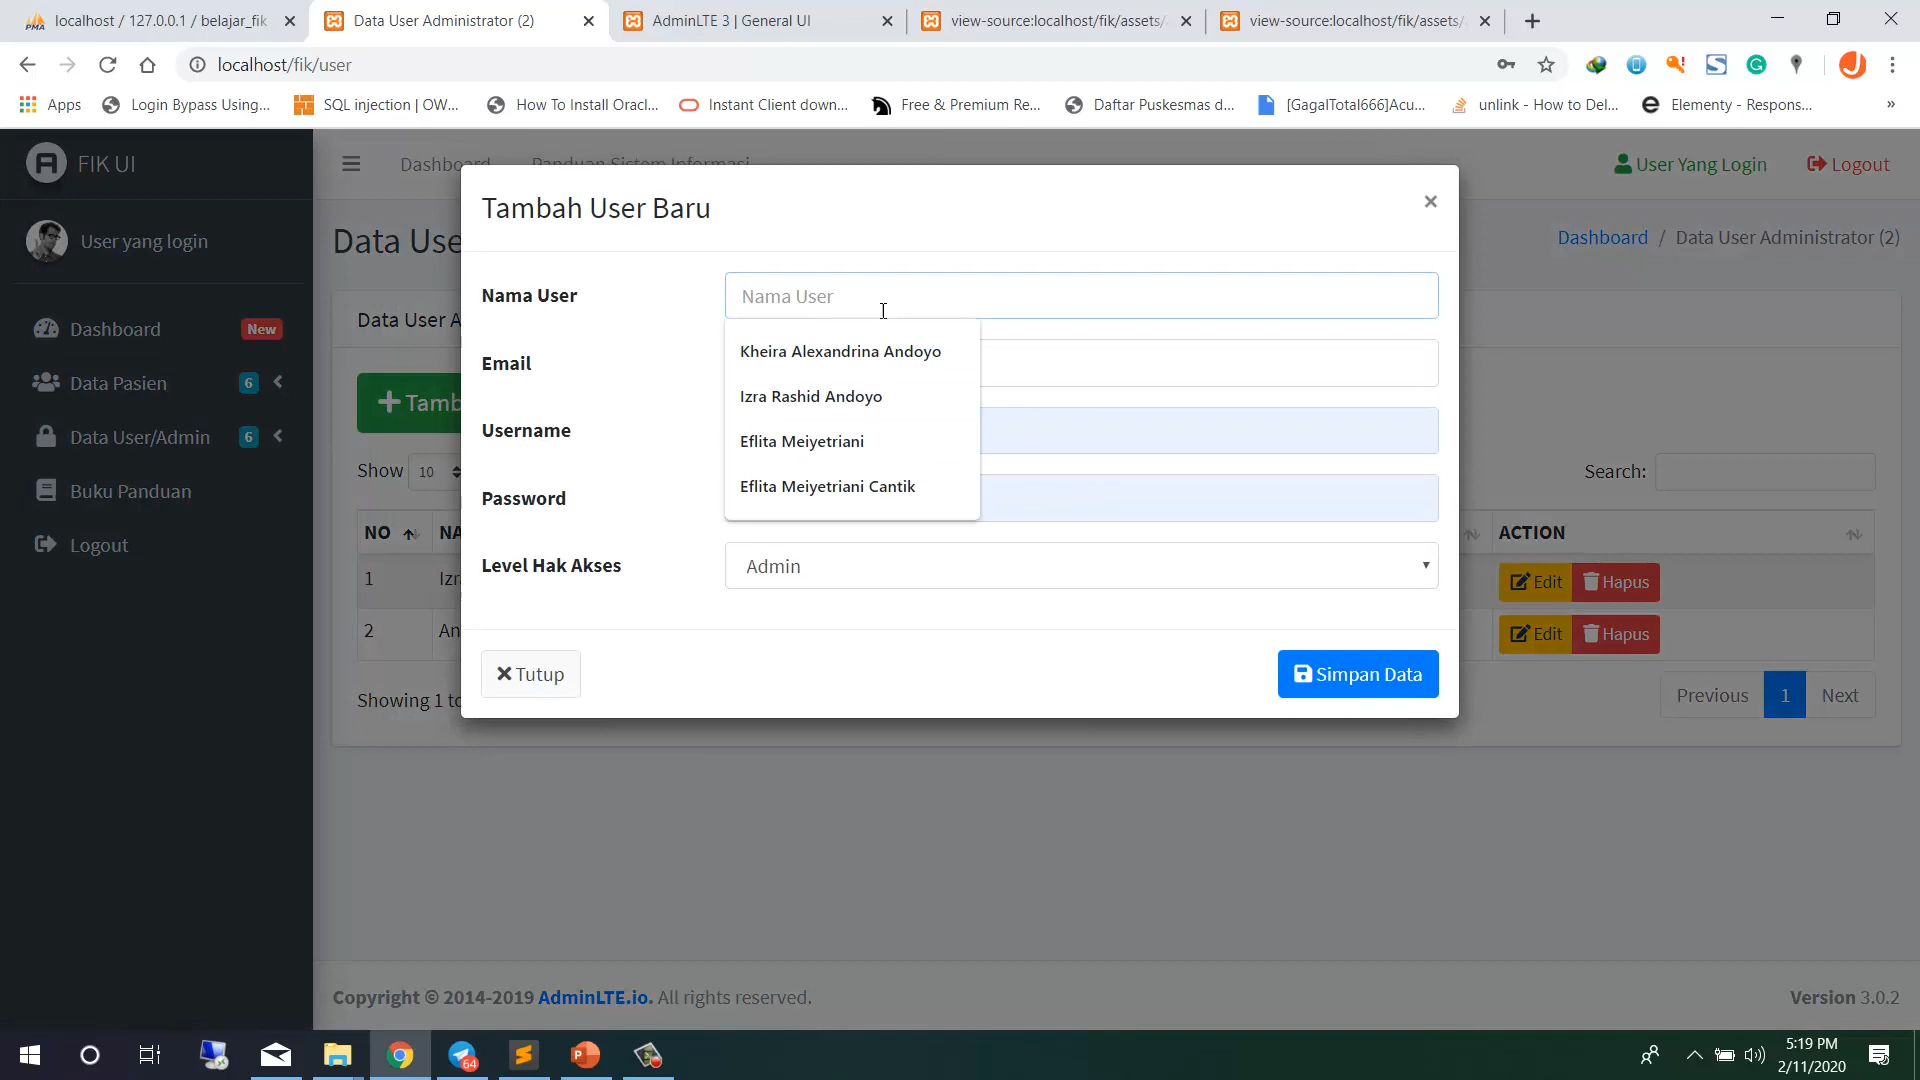 localhost / 127.0.0.1 / belajar_fik
Data User Administrator (2)
AdminLTE 3 | General UI
view-source:localhost/fik/assets/
view-source:localhost/fik/assets/
localhost/fik/user
Apps
Login Bypass Using...
SQL injection | OW...
How To Install Oracl...
Instant Client down...
Free & Premium Re...
Daftar Puskesmas d...
[GagalTotal666]Acu...
unlink - How to Del...
Elementy - Respons...
»
FIK UI
Dashboard
Panduan Sistem Informasi
User Yang Login
Logout
User yang login
Dashboard
New
Data Pasien
6
Data User/Admin
6
Buku Panduan
Logout
Data Use
Dashboard / Data User Administrator (2)
Data User A
Tamb
Show 10
Search:
NO
NA
ACTION
1
Izr
Edit
Hapus
2
An
Edit
Hapus
Showing 1 to
Previous
1
Next
Tambah User Baru
×
Nama User
Nama User
Kheira Alexandrina Andoyo
Izra Rashid Andoyo
Eflita Meiyetriani
Eflita Meiyetriani Cantik
Email
Username
Password
Level Hak Akses
Admin
Tutup
Simpan Data
Copyright © 2014-2019 AdminLTE.io. All rights reserved.
Version 3.0.2
64
5:19 PM
2/11/2020